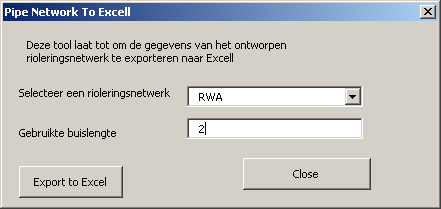 Pipe Network To Excell
Deze tool laat tot om de gegevens van het ontworpen
rioleringsnetwerk te exporteren naar Excell
Selecteer een rioleringsnetwerk
RWA
Gebruikte buislengte
2
Export to Excel
Close